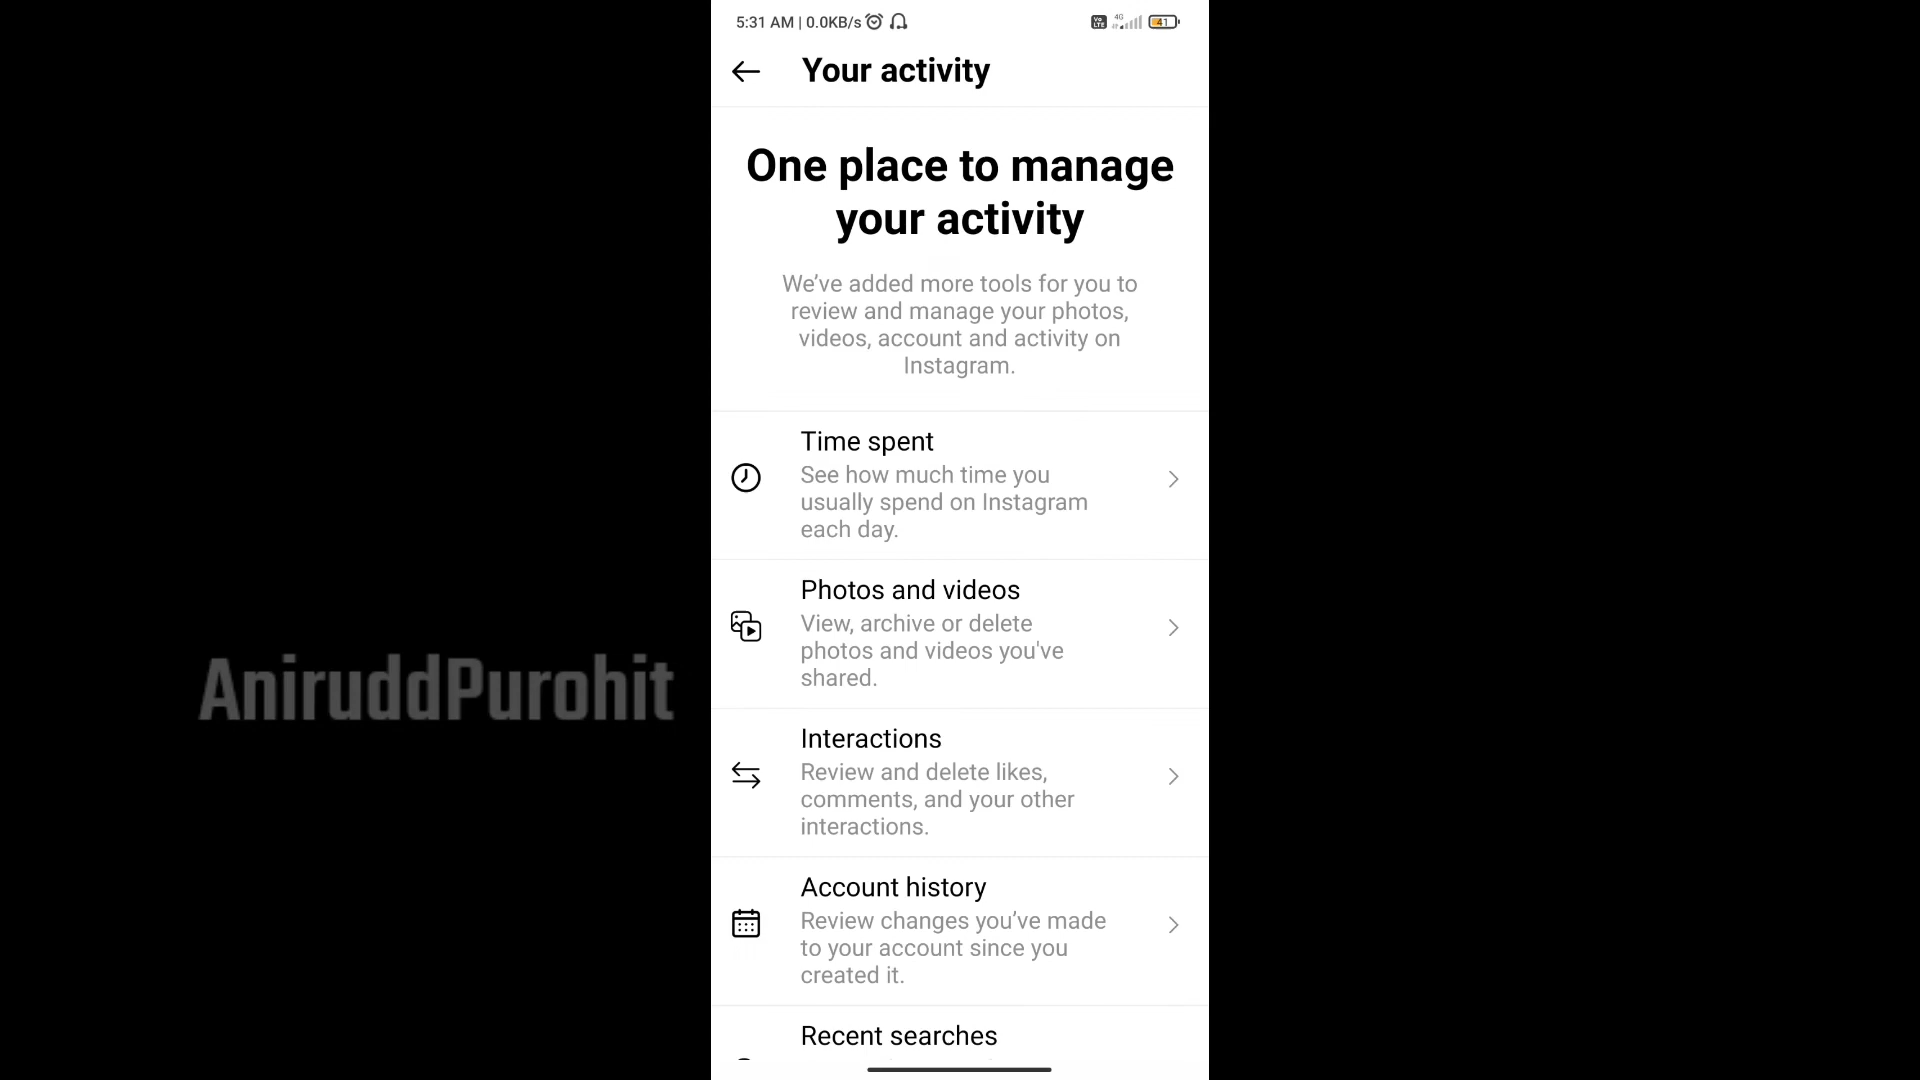 5:31 AM | 0.0KB/s
Vo LTE
4G
41
Your activity
One place to manage
your activity
We’ve added more tools for you to
review and manage your photos,
videos, account and activity on
Instagram.
Time spent
See how much time you
usually spend on Instagram
each day.
Photos and videos
View, archive or delete
photos and videos you've
shared.
AniruddPurohit
Interactions
Review and delete likes,
comments, and your other
interactions.
Account history
Review changes you’ve made
to your account since you
created it.
Recent searches